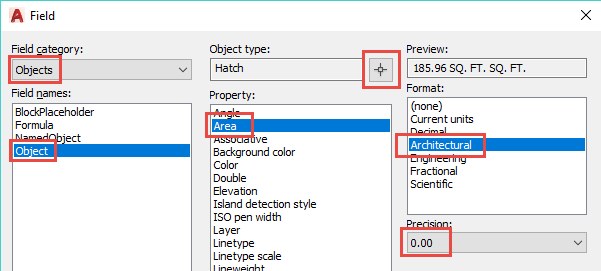 Field
Field category:
Objects
Field names:
BlockPlaceholder
Formula
NamedObject
Object
Object type:
Hatch
Property:
Angle
Area
Associative
Background color
Color
Double
Elevation
Island detection style
ISO pen width
Layer
Linetype
Linetype scale
Lineweight
Preview:
185.96 SQ. FT. SQ. FT.
Format:
(none)
Current units
Decimal
Architectural
Engineering
Fractional
Scientific
Precision:
0.00